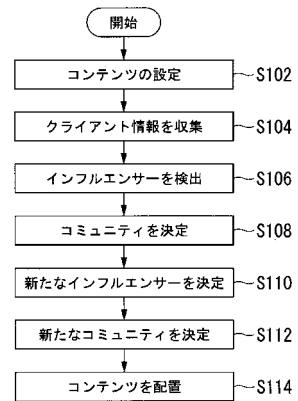 開始
コンテンツの設定 S102
クライアント情報を収集 S104
インフルエンサーを検出 S106
コミュニティを決定 S108
新たなインフルエンサーを決定 S110
新たなコミュニティを決定 S112
コンテンツを配置 S114